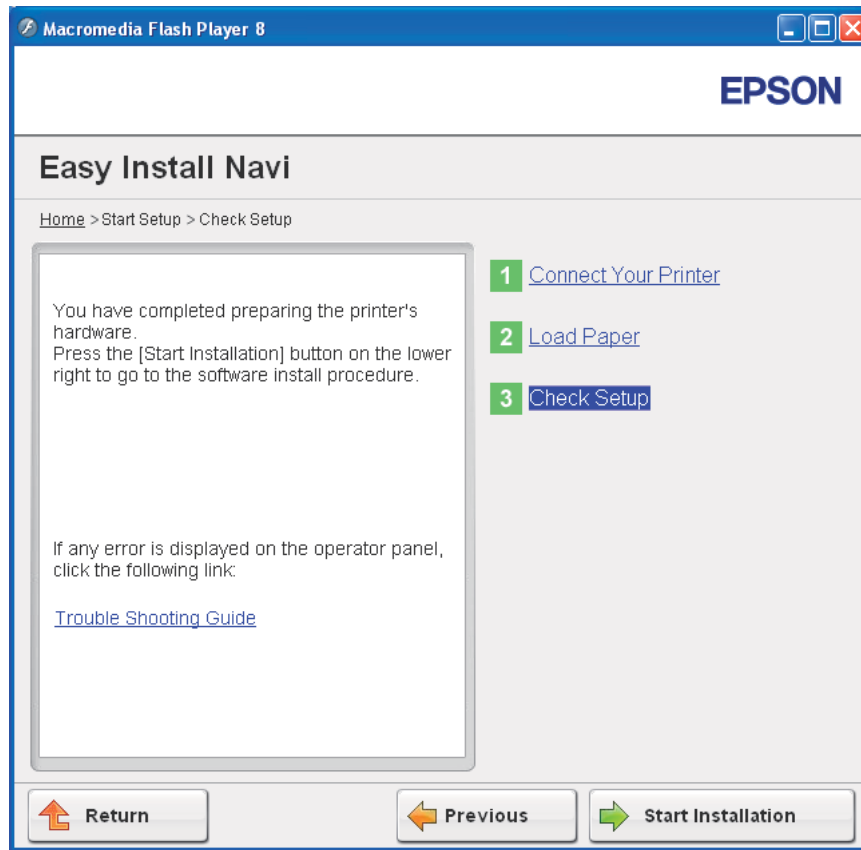 Macromedia Flash Player 8
EPSON
Easy Install Navi
Home > Start Setup > Check Setup
You have completed preparing the printer's
hardware.
Press the [Start Installation] button on the lower
right to go to the software install procedure.
If any error is displayed on the operator panel,
click the following link:
Trouble Shooting Guide
1 Connect Your Printer
2 Load Paper
3 Check Setup
Return
Previous
Start Installation